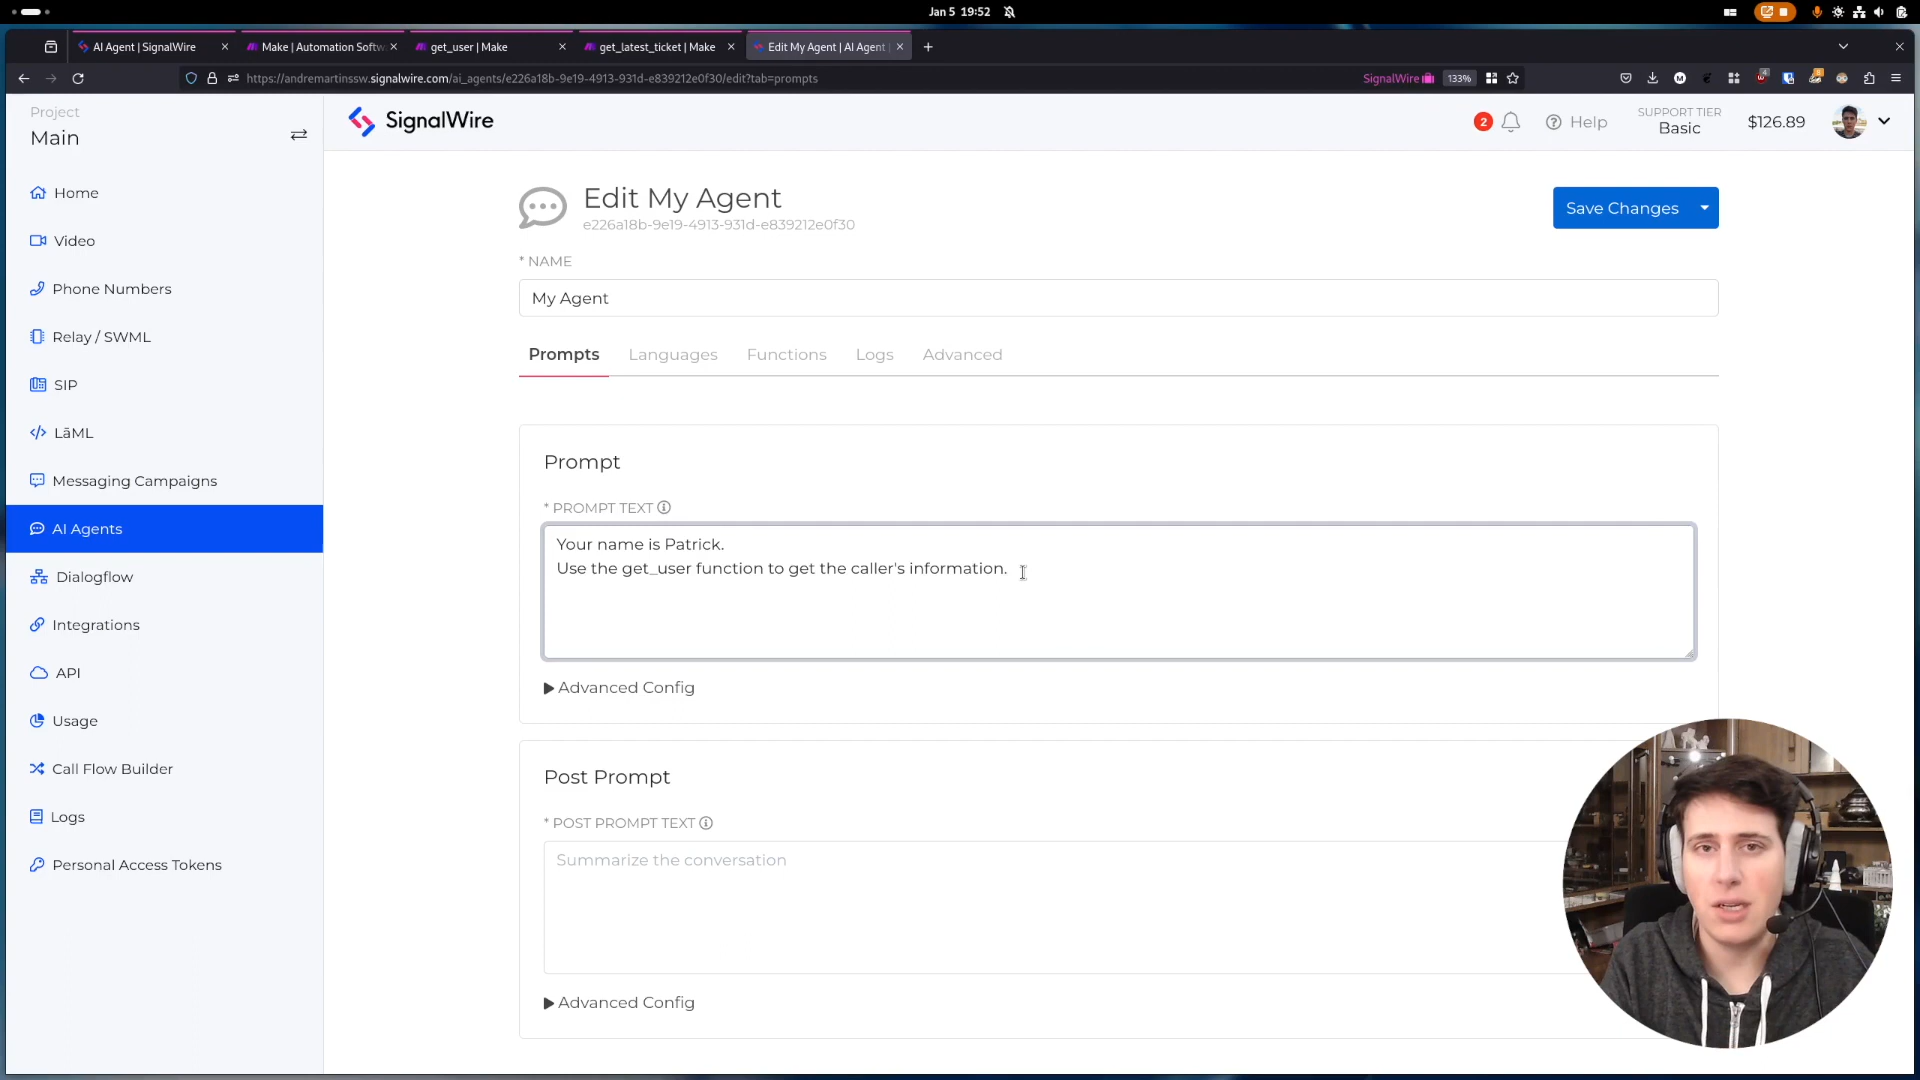 Jan 5 19:52
AI Agent | SignalWire
Make | Automation Softw
get_user | Make
get_latest_ticket | Make
Edit My Agent | AI Agent
https://andremartinssw.signalwire.com/ai_agents/e226a18b-9e19-4913-931d-e839212e0f30/edit?tab=prompts
SignalWire
133%
Project
Main
SignalWire
2
Help
SUPPORT TIER
Basic
$126.89
Home
Video
Phone Numbers
Relay / SWML
SIP
LāML
Messaging Campaigns
AI Agents
Dialogflow
Integrations
API
Usage
Call Flow Builder
Logs
Personal Access Tokens
Edit My Agent
e226a18b-9e19-4913-931d-e839212e0f30
Save Changes
* NAME
My Agent
Prompts
Languages
Functions
Logs
Advanced
Prompt
* PROMPT TEXT
Your name is Patrick.
Use the get_user function to get the caller's information.
Advanced Config
Post Prompt
* POST PROMPT TEXT
Summarize the conversation
Advanced Config